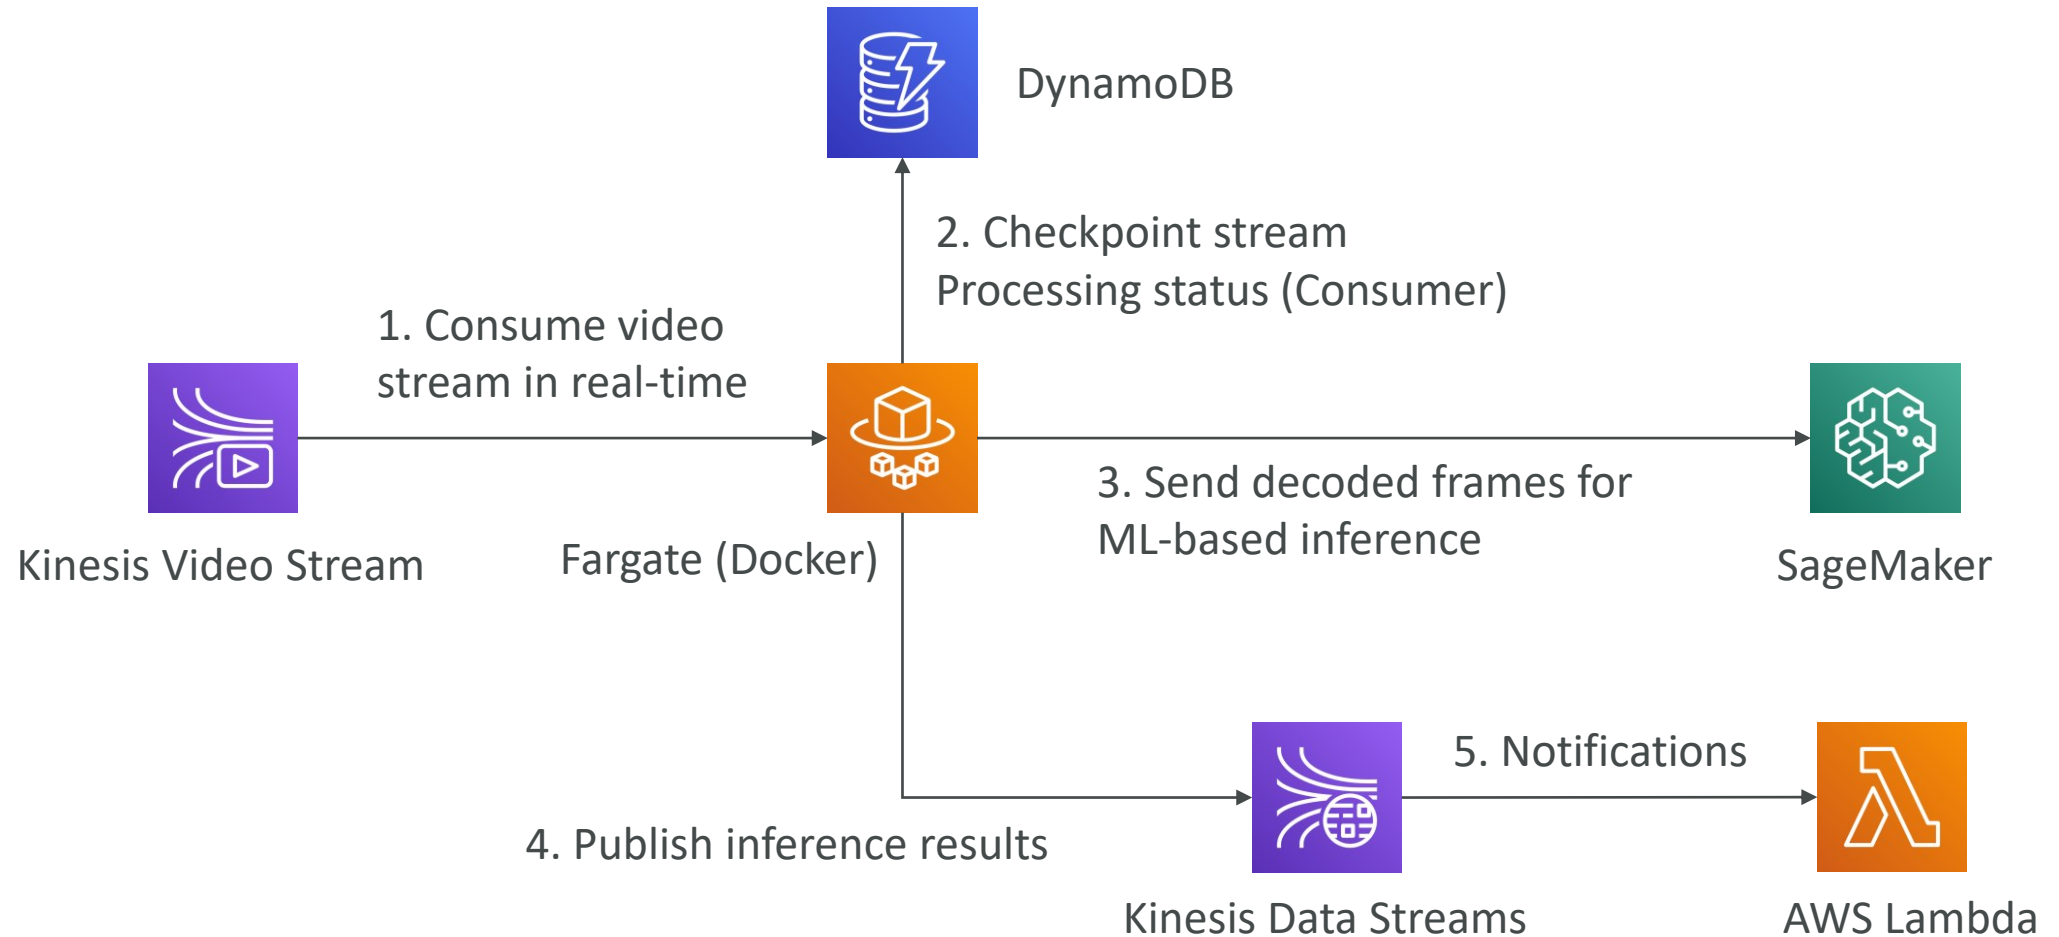 DynamoDB
2. Checkpoint stream
Processing status (Consumer)
1. Consume video
stream in real-time
3. Send decoded frames for
ML-based inference
Kinesis Video Stream
Fargate (Docker)
SageMaker
5. Notifications
4. Publish inference results
Kinesis Data Streams
AWS Lambda